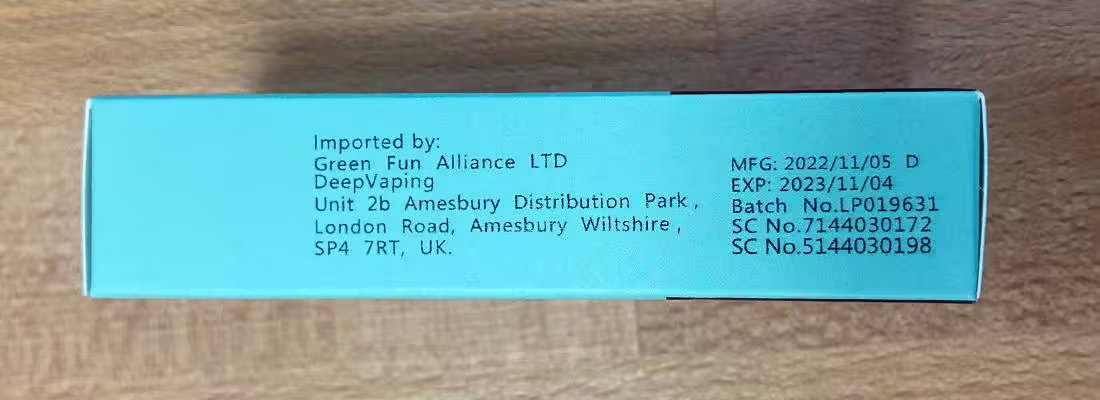 Imported by:
Green Fun Alliance LTD
DeepVaping
Unit 2b Amesbury Distribution Park,
London Road, Amesbury Wiltshire,
SP4 7RT, UK.
MFG: 2022/11/05 D
EXP: 2023/11/04
Batch No.LP019631
SC No.7144030172
SC No.5144030198